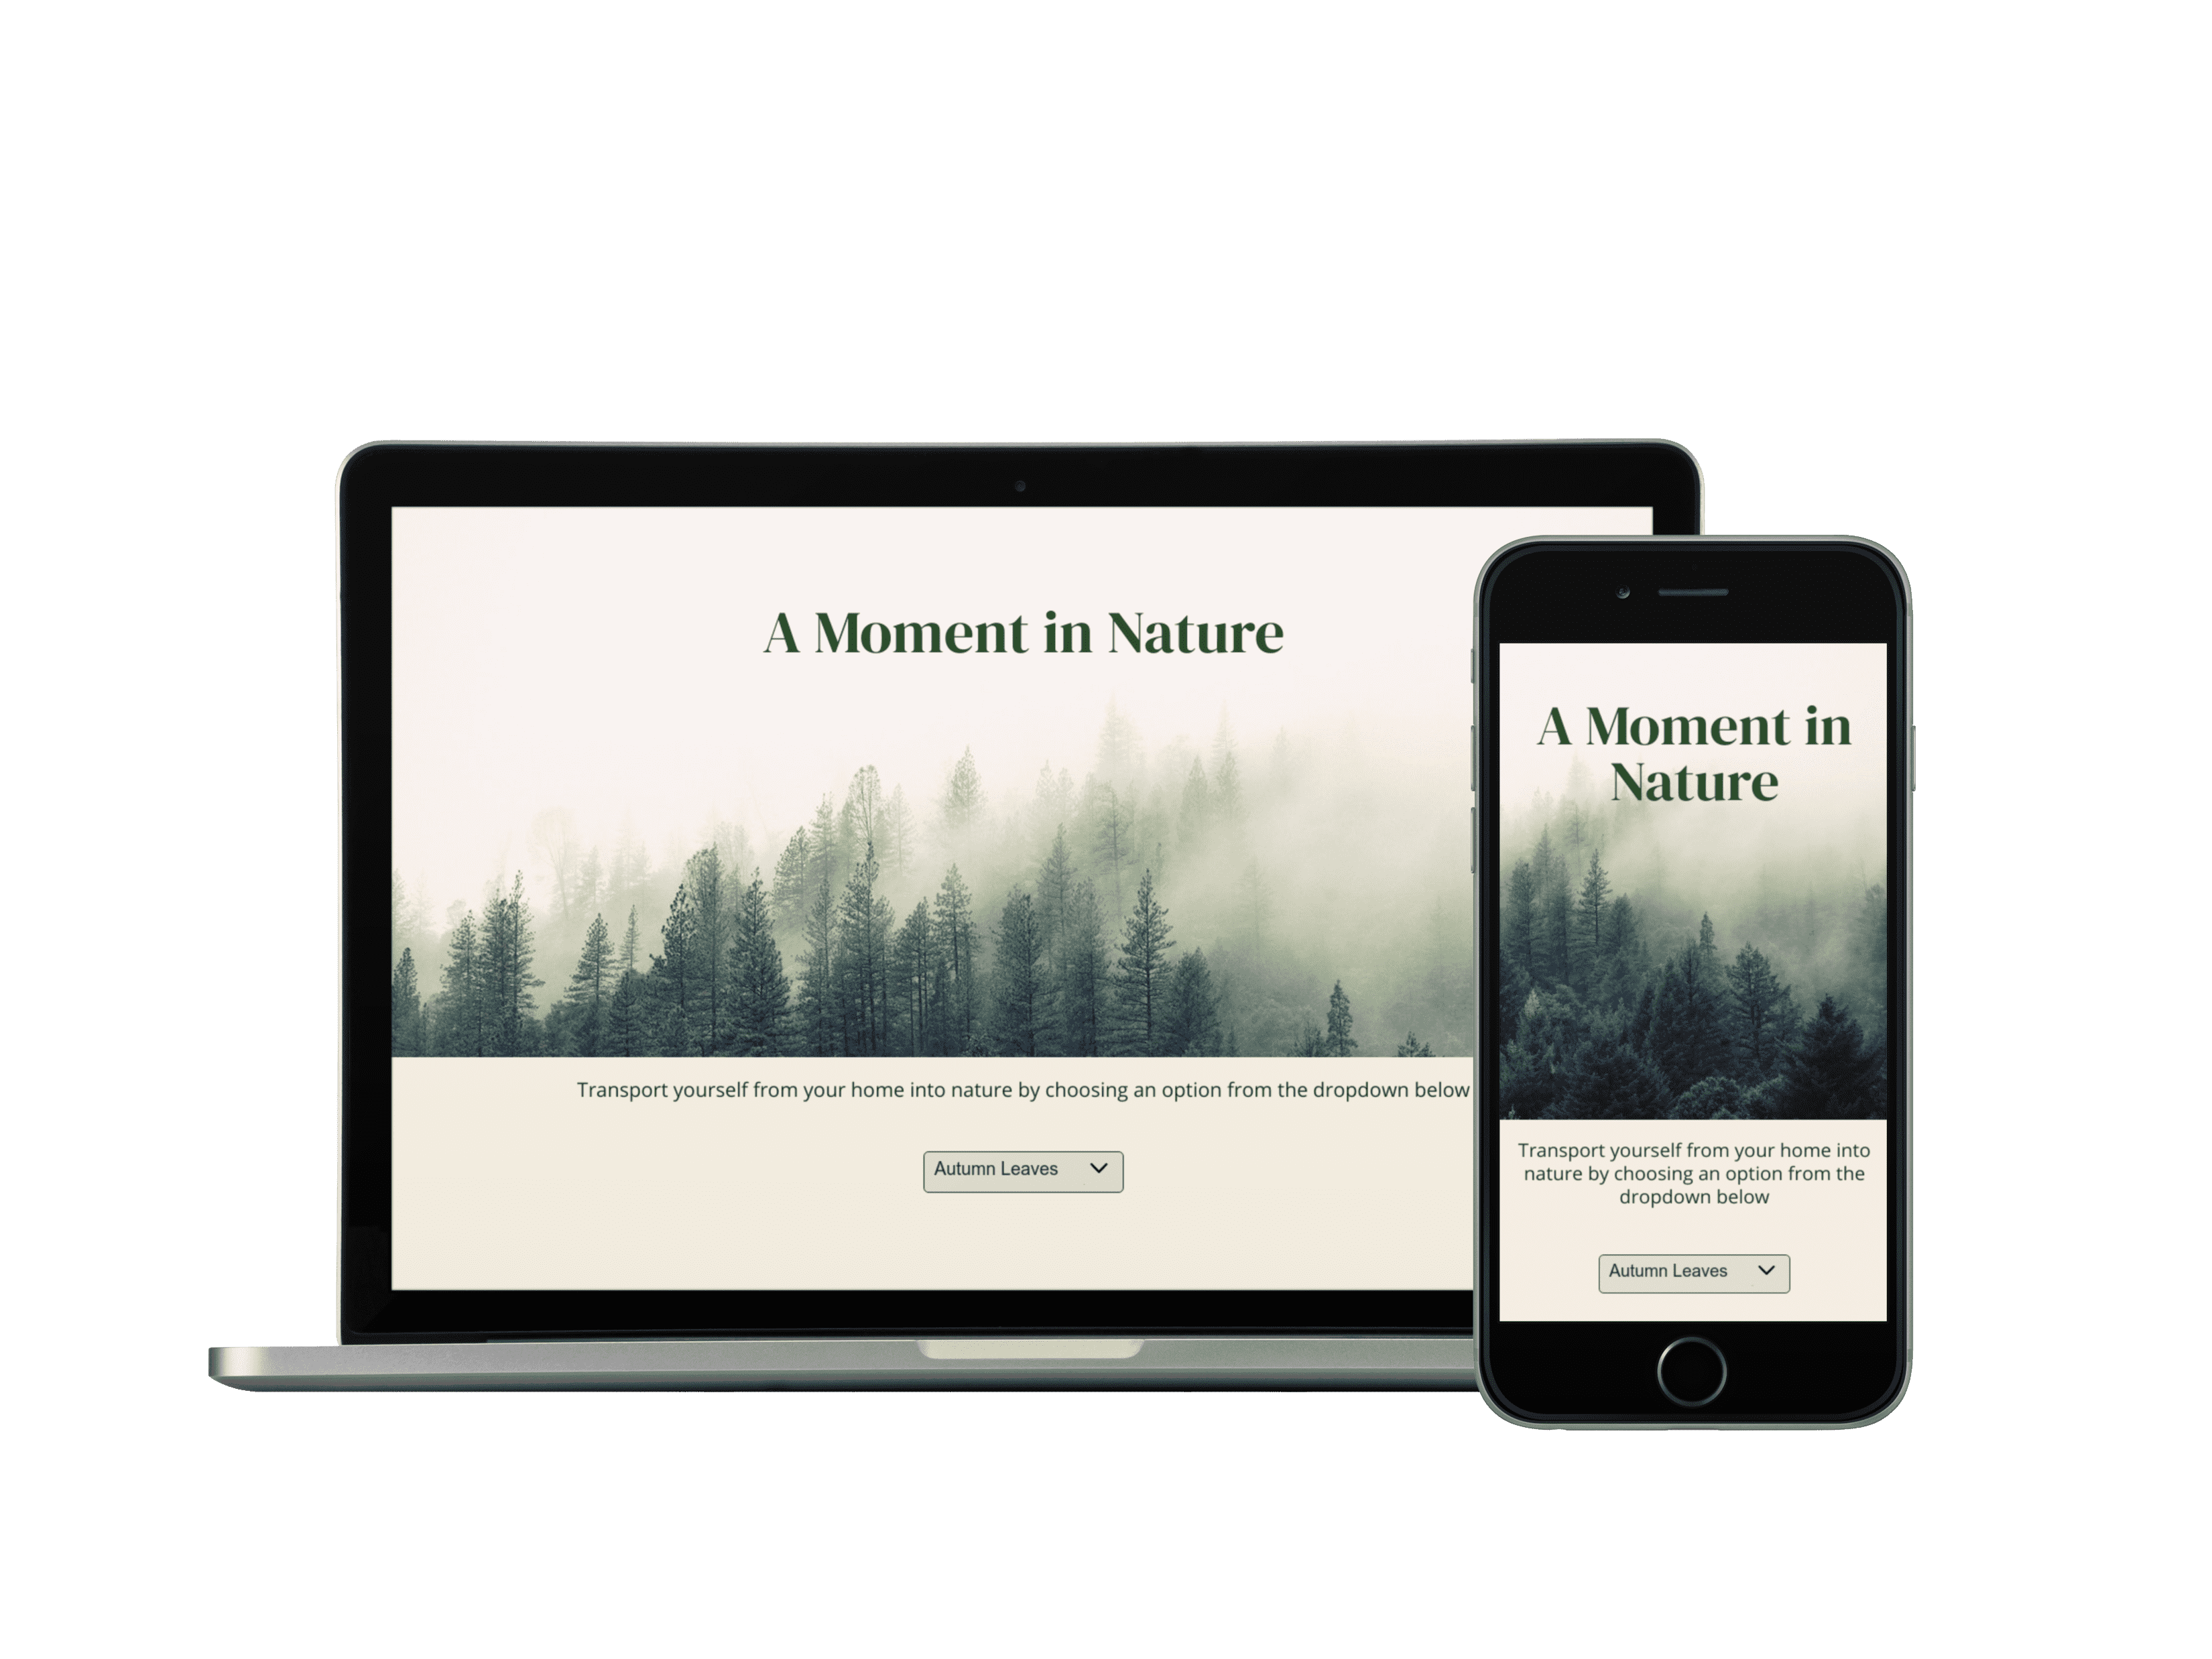 A Moment in Nature
Transport yourself from your home into nature by choosing an option from the dropdown below
Autumn Leaves
A Moment in
Nature
Transport yourself from your home into
nature by choosing an option from the
dropdown below
Autumn Leaves